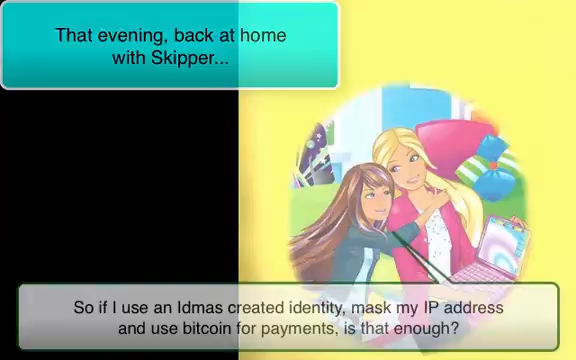 That evening, back at home
with Skipper...
So if I use an Idmas created identity, mask my IP address
and use bitcoin for payments, is that enough?